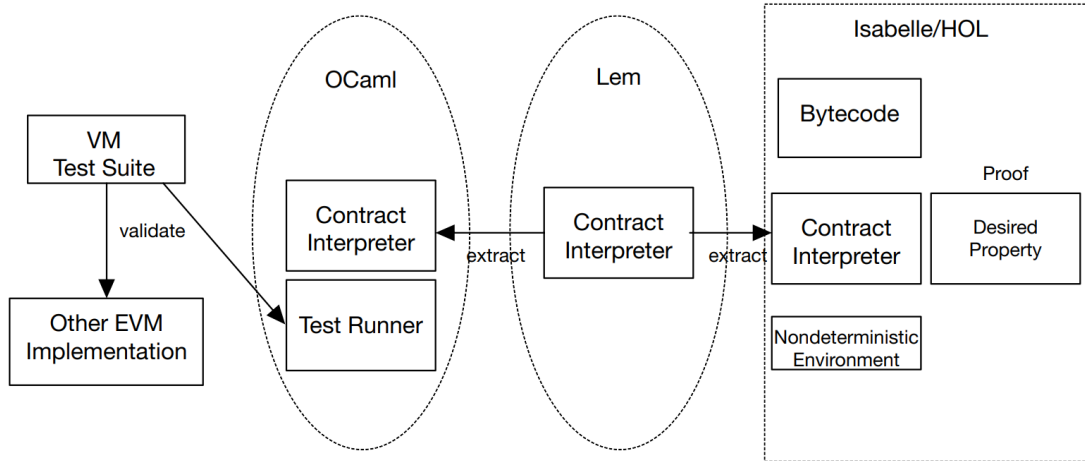 Isabelle/HOL
OCaml
Lem
Bytecode
VM
Test Suite
Proof
validate
Contract
Interpreter
extract
Contract
Interpreter
extract
Contract
Interpreter
Desired
Property
Other EVM
Implementation
Test Runner
Nondeterministic
Environment